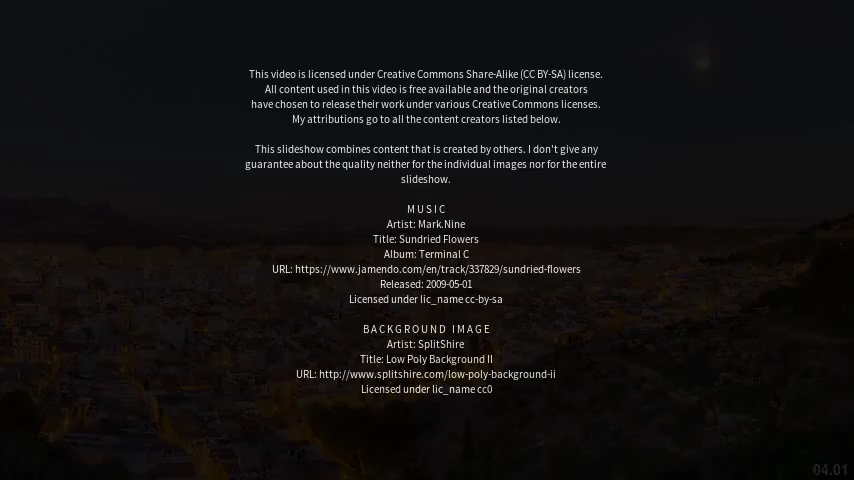 This video is licensed under Creative Commons Share-Alike (CC BY-SA) license.
All content used in this video is free available and the original creators
have chosen to release their work under various Creative Commons licenses.
My attributions go to all the content creators listed below.
This slideshow combines content that is created by others. I don't give any
guarantee about the quality neither for the individual images nor for the entire
slideshow.
MUSIC
Artist: Mark.Nine
Title: Sundried Flowers
Album: Terminal C
URL: https://www.jamendo.com/en/track/337829/sundried-flowers
Released: 2009-05-01
Licensed under lic_name cc-by-sa
BACKGROUND IMAGE
Artist: SplitShire
Title: Low Poly Background II
URL: http://www.splitshire.com/low-poly-background-ii
Licensed under lic_name cc0
04.01